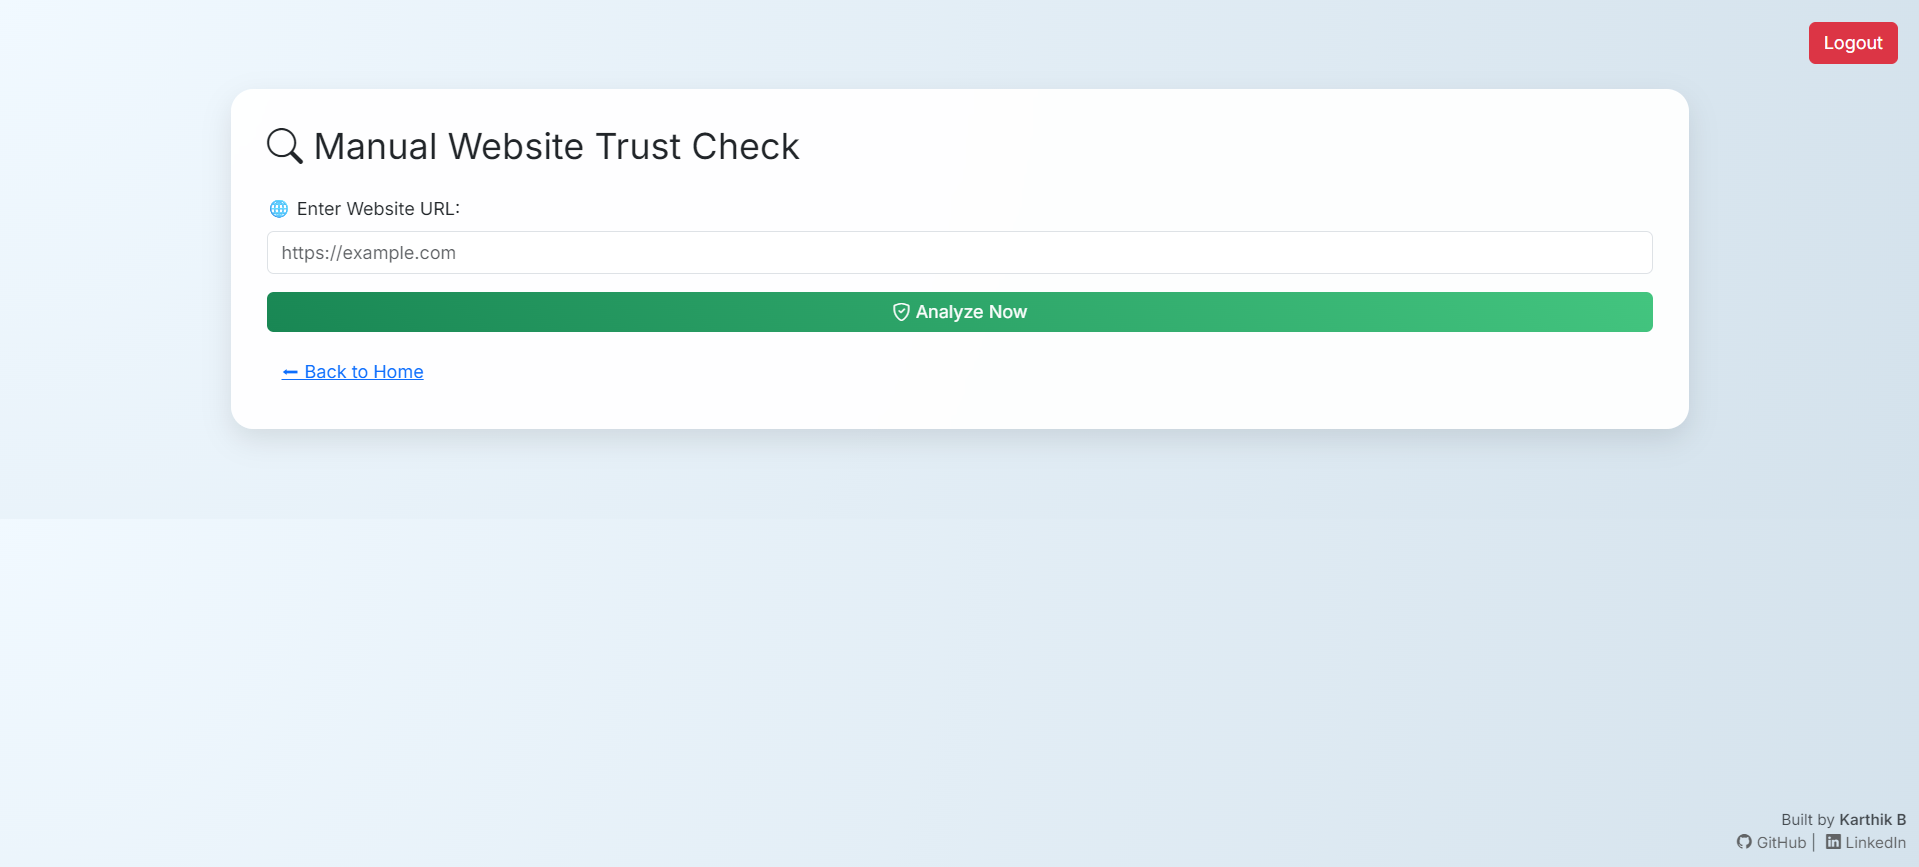 Logout
Manual Website Trust Check
Enter Website URL:
https://example.com
Analyze Now
← Back to Home
Built by Karthik B
GitHub | LinkedIn